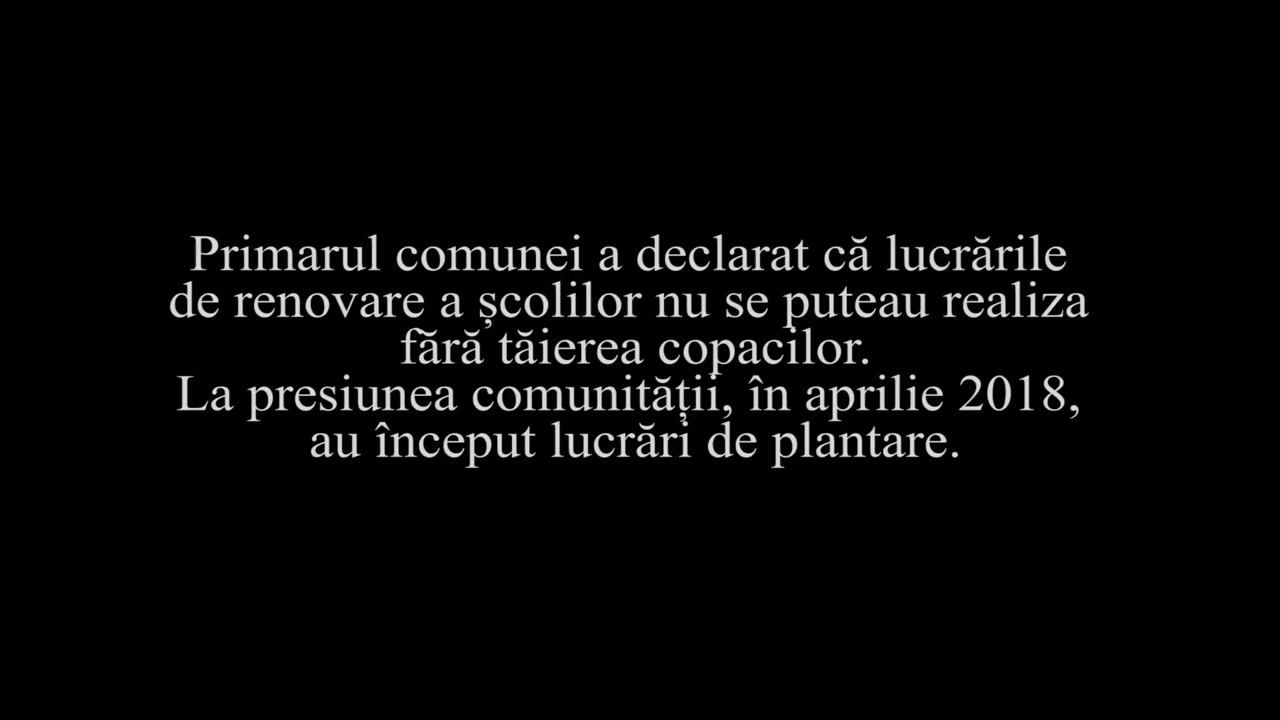 Primarul comunei a declarat că lucrările
de renovare a școlilor nu se puteau realiza
fără tăierea copacilor.
La presiunea comunității, în aprilie 2018,
au început lucrări de plantare.